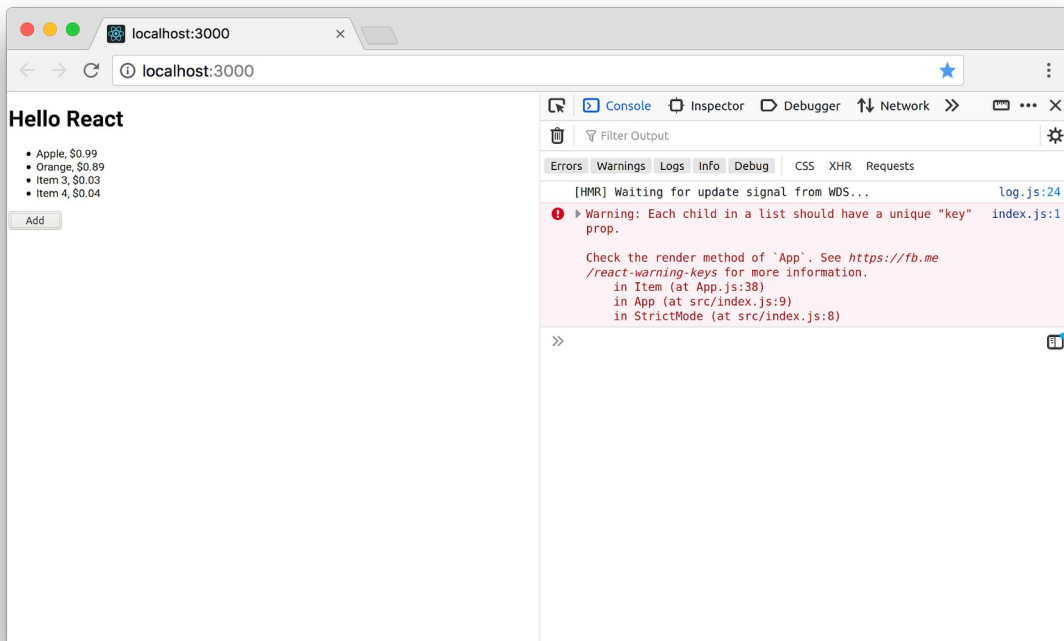 localhost:3000
localhost:3000
Hello React
Apple, $0.99
Orange, $0.89
Item 3, $0.03
Item 4, $0.04
Add
Console Inspector Debugger Network
Filter Output
Errors Warnings Logs Info Debug CSS XHR Requests
[HMR] Waiting for update signal from WDS... log.js:24
Warning: Each child in a list should have a unique "key" index.js:1
prop.
Check the render method of `App`. See https://fb.me
/react-warning-keys for more information.
in Item (at App.js:38)
in App (at src/index.js:9)
in StrictMode (at src/index.js:8)